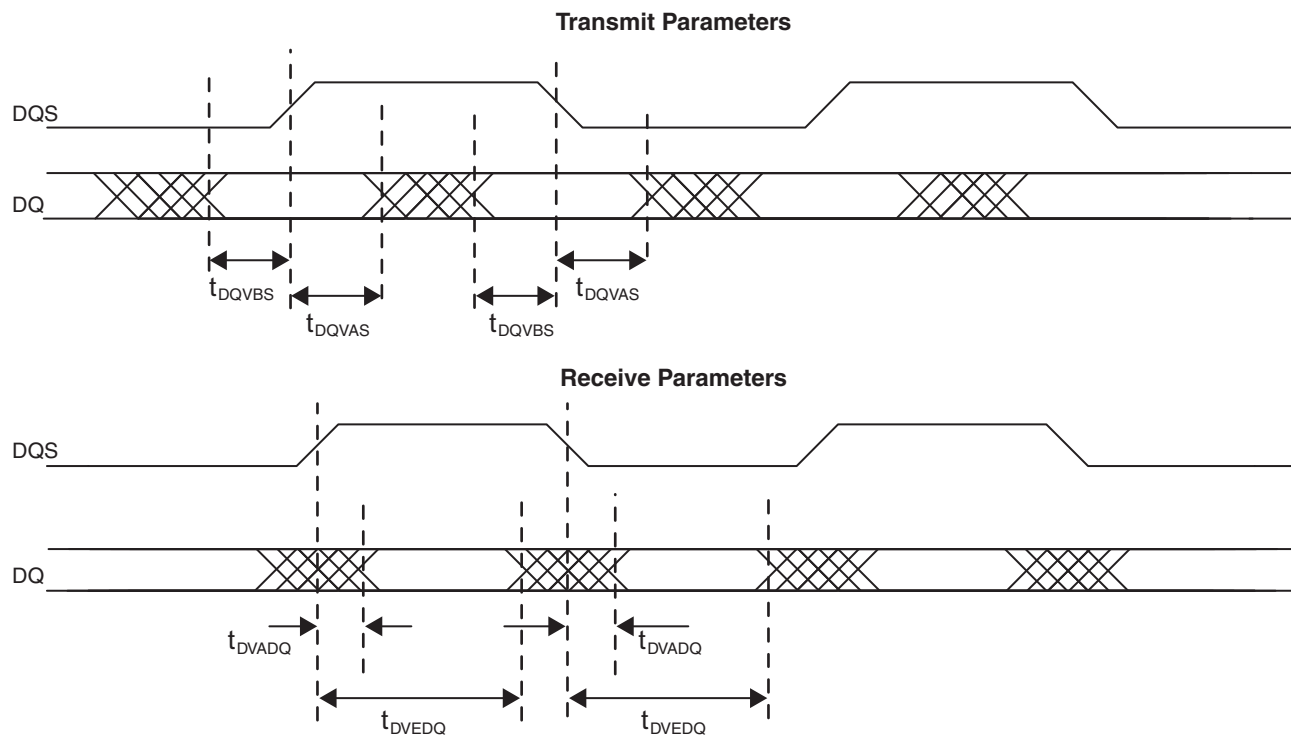 Transmit Parameters
DQS
DQ
tDQVBS
tDQVAS
tDQVBS
tDQVAS
Receive Parameters
DQS
DQ
tDVADQ
tDVADQ
tDVEDQ
tDVEDQ